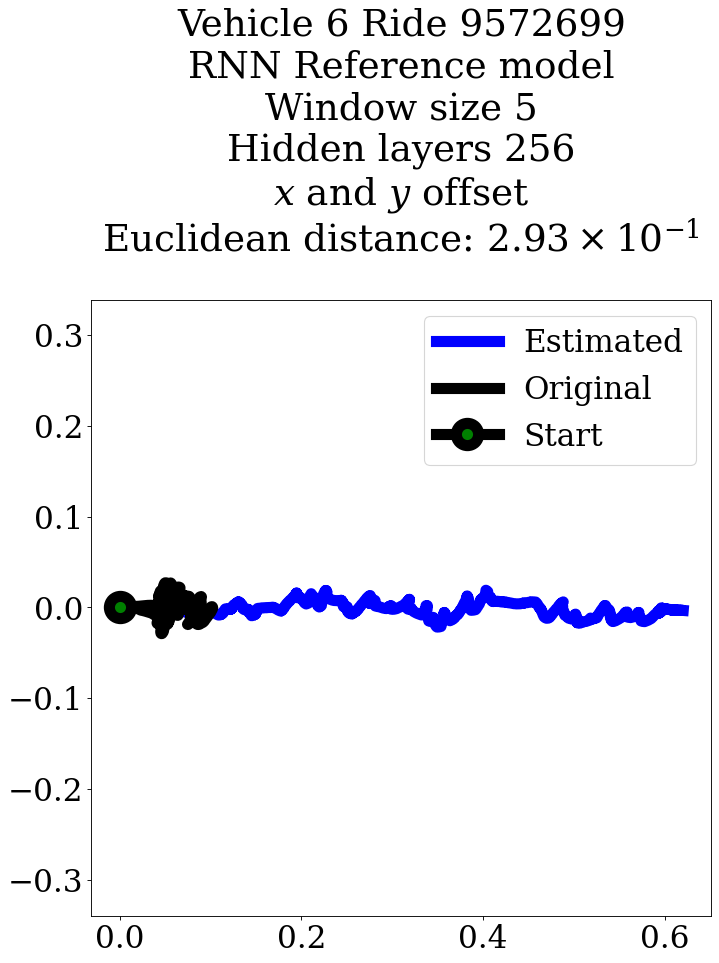 Vehicle 6 Ride 9572699
RNN Reference model
Window size 5
Hidden layers 256
x and y offset
Euclidean distance: 2.93 × 10⁻¹
Estimated
Original
Start
0.3
0.2
0.1
0.0
−0.1
−0.2
−0.3
0.0 0.2 0.4 0.6